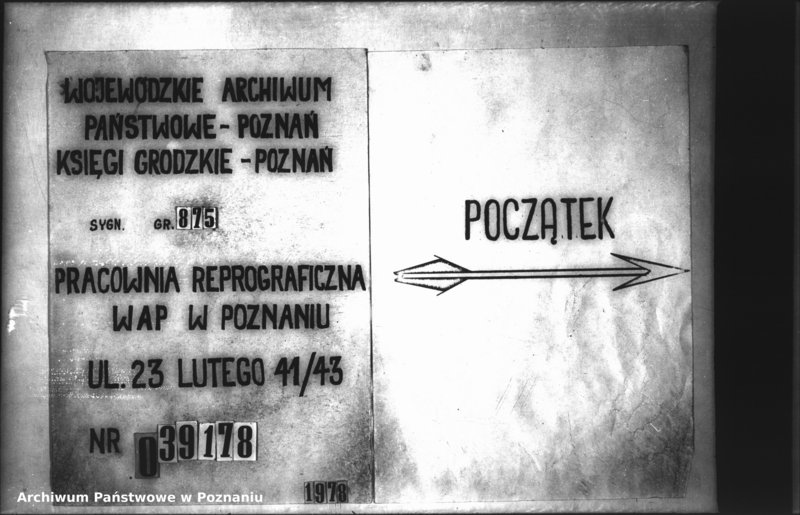 WOJEWÓDZKIE ARCHIWUM
PAŃSTWOWE - POZNAŃ
KSIĘGI GRODZKIE - POZNAŃ
SYGN. GR. 875
PRACOWNIA REPROGRAFICZNA
WAP W POZNANIU
UL. 23 LUTEGO 41/43
NR 039178
1978
POCZĄTEK
Archiwum Państwowe w Poznaniu